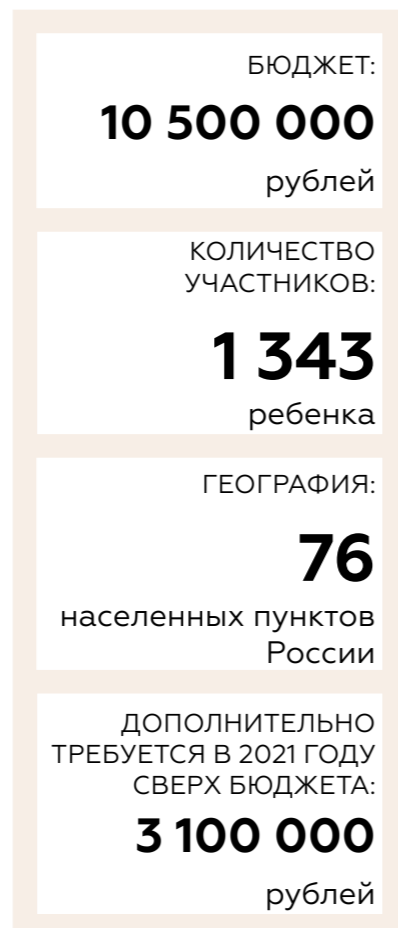 БЮДЖЕТ:
10 500 000
рублей
КОЛИЧЕСТВО
УЧАСТНИКОВ:
1 343
ребенка
ГЕОГРАФИЯ:
76
населенных пунктов
России
ДОПОЛНИТЕЛЬНО
ТРЕБУЕТСЯ В 2021 ГОДУ
СВЕРХ БЮДЖЕТА:
3 100 000
рублей